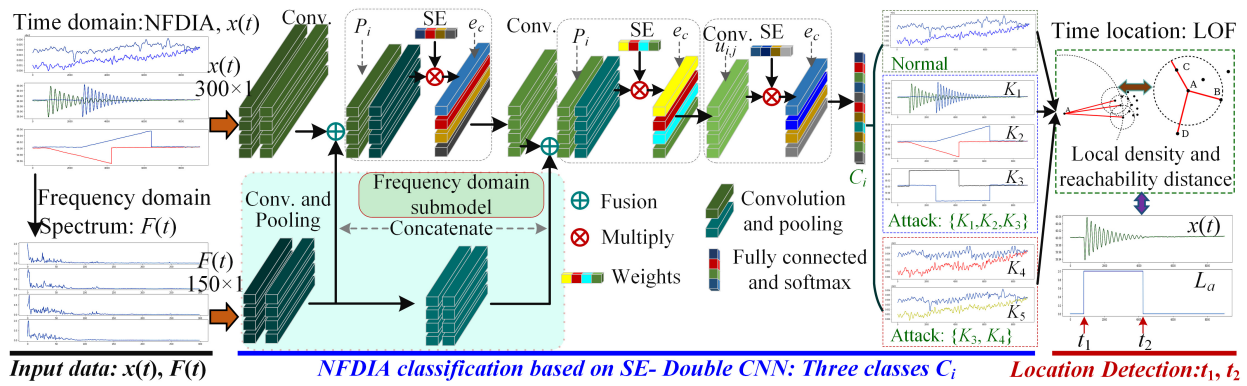 Time domain:NFDIA, x(t)
x(t)
300×1
Frequency domain
Spectrum: F(t)
F(t)
150×1
Input data: x(t), F(t)
Conv.
P_i
SE
e_c
Conv.
P_i
SE
e_c
Conv.
u_{i,j}
SE
e_c
C_i
Conv. and
Pooling
Frequency domain
submodel
Concatenate
Fusion
Multiply
Weights
Convolution
and pooling
Fully connected
and softmax
NFDIA classification based on SE- Double CNN: Three classes C_i
Normal
K_1
K_2
K_3
Attack: {K_1,K_2,K_3}
K_4
K_5
Attack: {K_3, K_4}
Time location: LOF
A
C
A
B
D
Local density and
reachability distance
x(t)
L_a
t_1
t_2
Location Detection:t_1, t_2